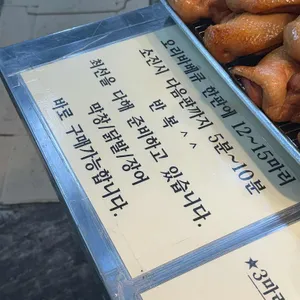 오리바베큐 한판에 12~15마리
소진시 다음판까지 5분~10분
반 복 ^^
최선을 다해 준비하고 있습니다.
막창/닭발/장어
바로 구매가능합니다.
★3마리